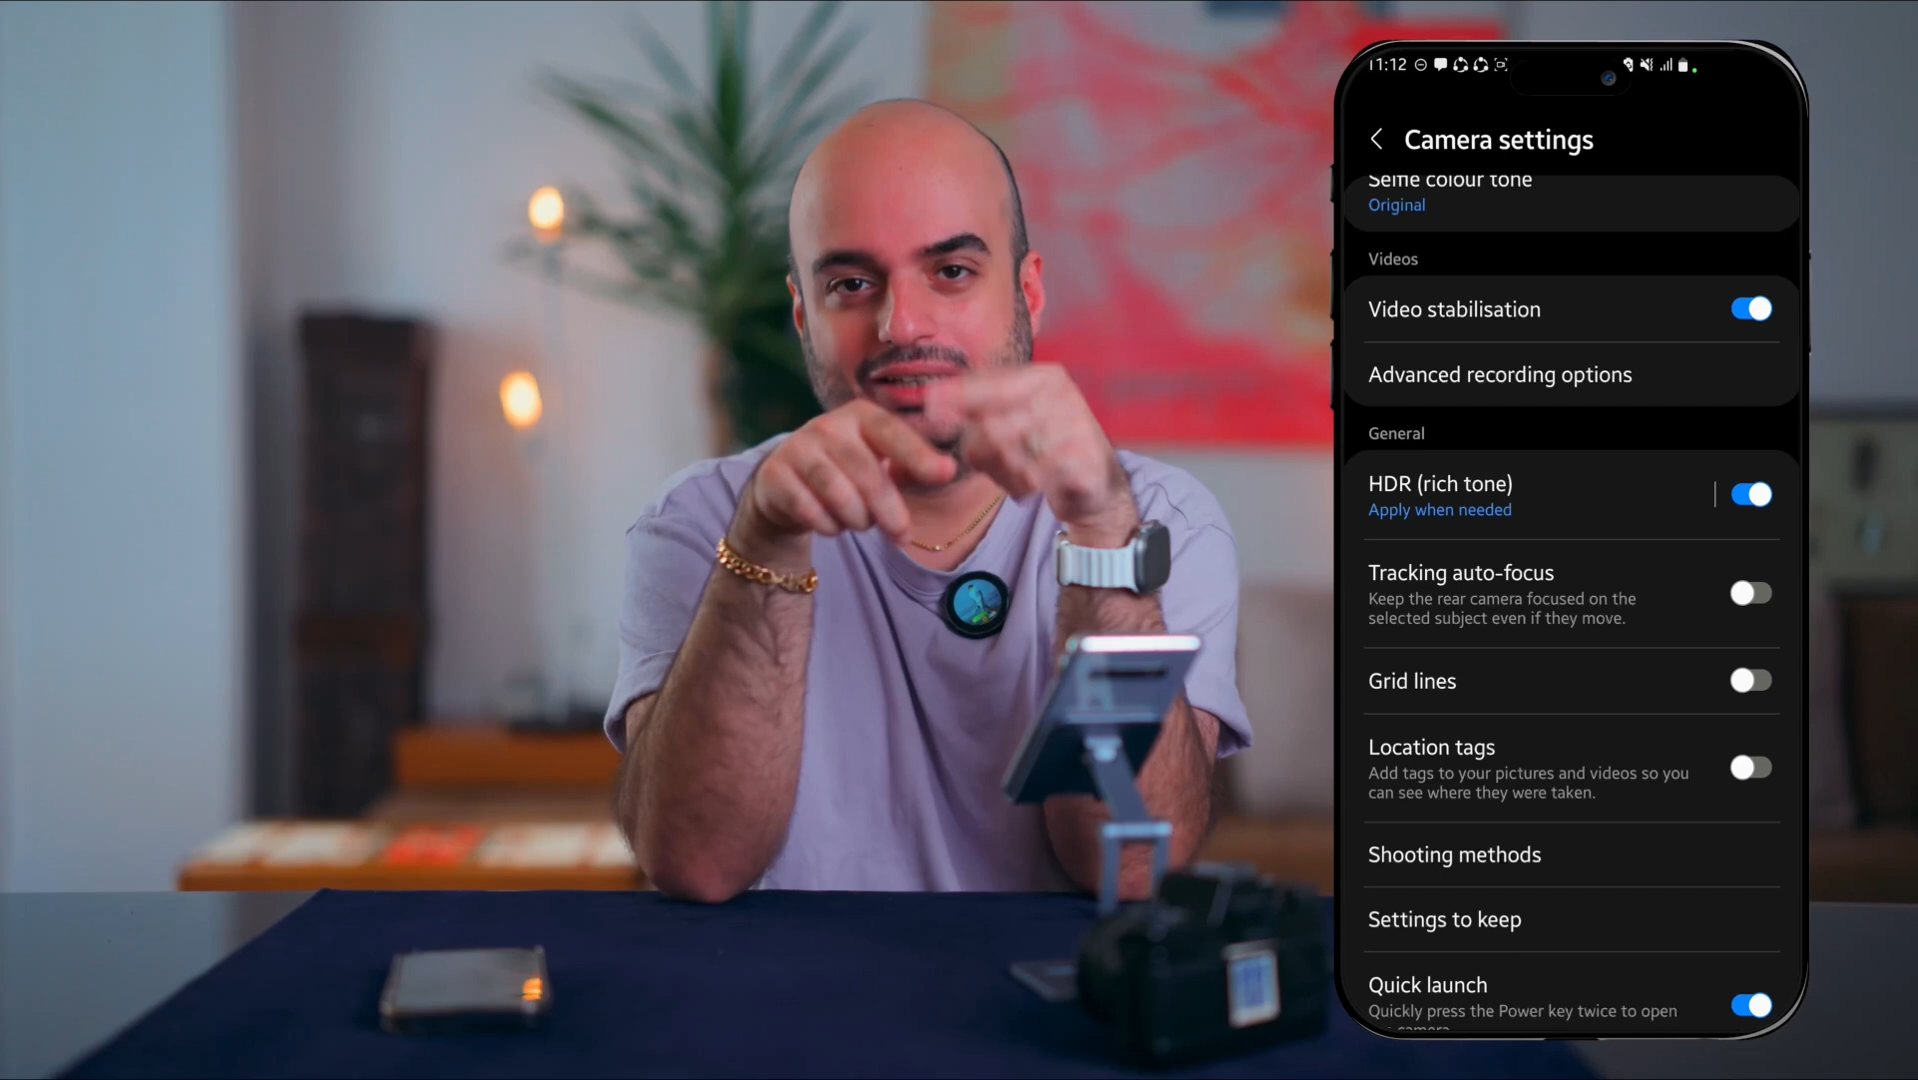 11:12
Camera settings
Selfie colour tone
Original
Videos
Video stabilisation
Advanced recording options
General
HDR (rich tone)
Apply when needed
Tracking auto-focus
Keep the rear camera focused on the
selected subject even if they move.
Grid lines
Location tags
Add tags to your pictures and videos so you
can see where they were taken.
Shooting methods
Settings to keep
Quick launch
Quickly press the Power key twice to open
camera